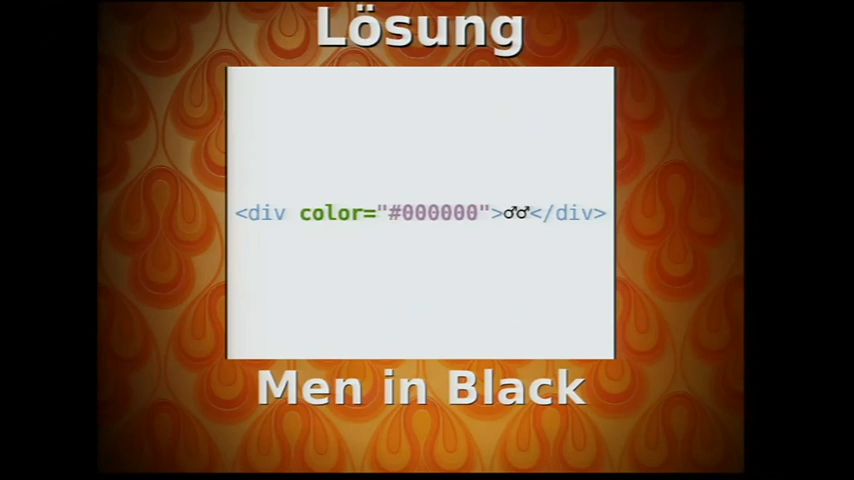 Lösung
<div color="#000000">♂♂</div>
Men in Black